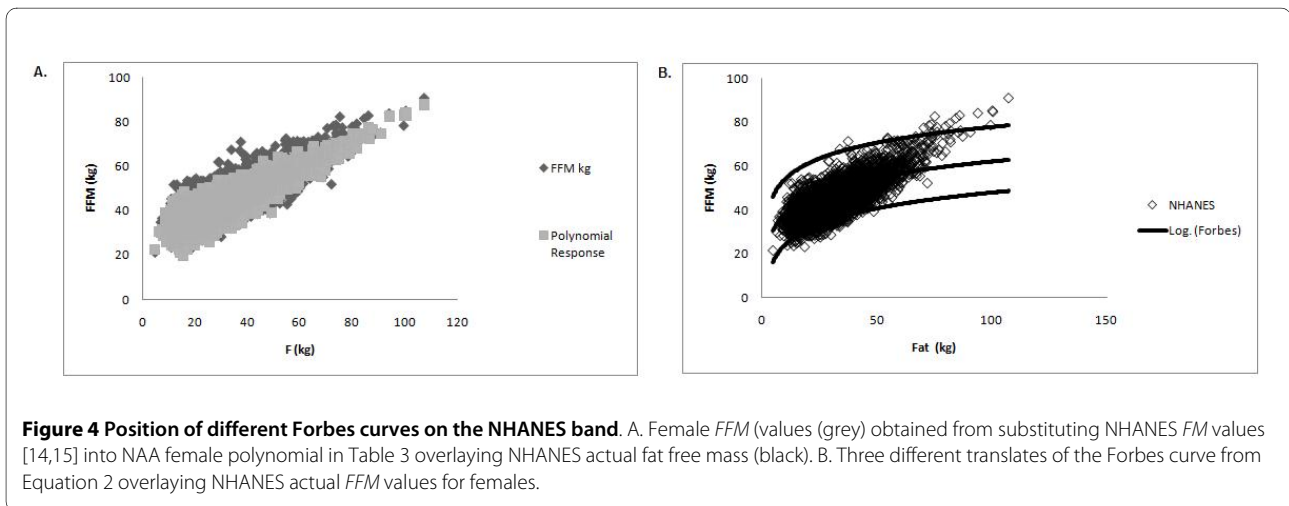 A.
100
80
60
40
20
0
FFM (kg)
0 20 40 60 80 100 120
F (kg)
FFM kg
Polynomial
Response
B.
100
80
60
40
20
0
FFM (kg)
0 50 100 150
Fat (kg)
NHANES
Log. (Forbes)
Figure 4 Position of different Forbes curves on the NHANES band. A. Female FFM (values (grey) obtained from substituting NHANES FM values
[14,15] into NAA female polynomial in Table 3 overlaying NHANES actual fat free mass (black). B. Three different translates of the Forbes curve from
Equation 2 overlaying NHANES actual FFM values for females.